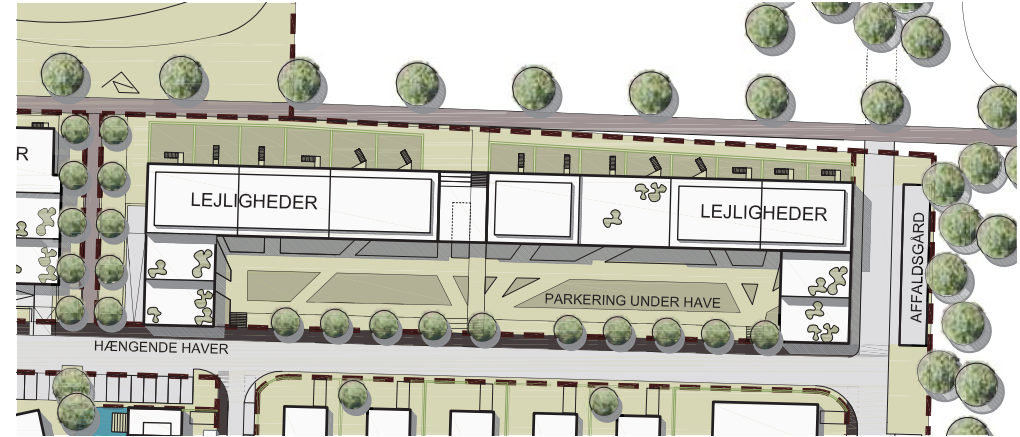 R
LEJLIGHEDER
LEJLIGHEDER
AFFALDSGÅRD
PARKERING UNDER HAVE
HÆNGENDE HAVER